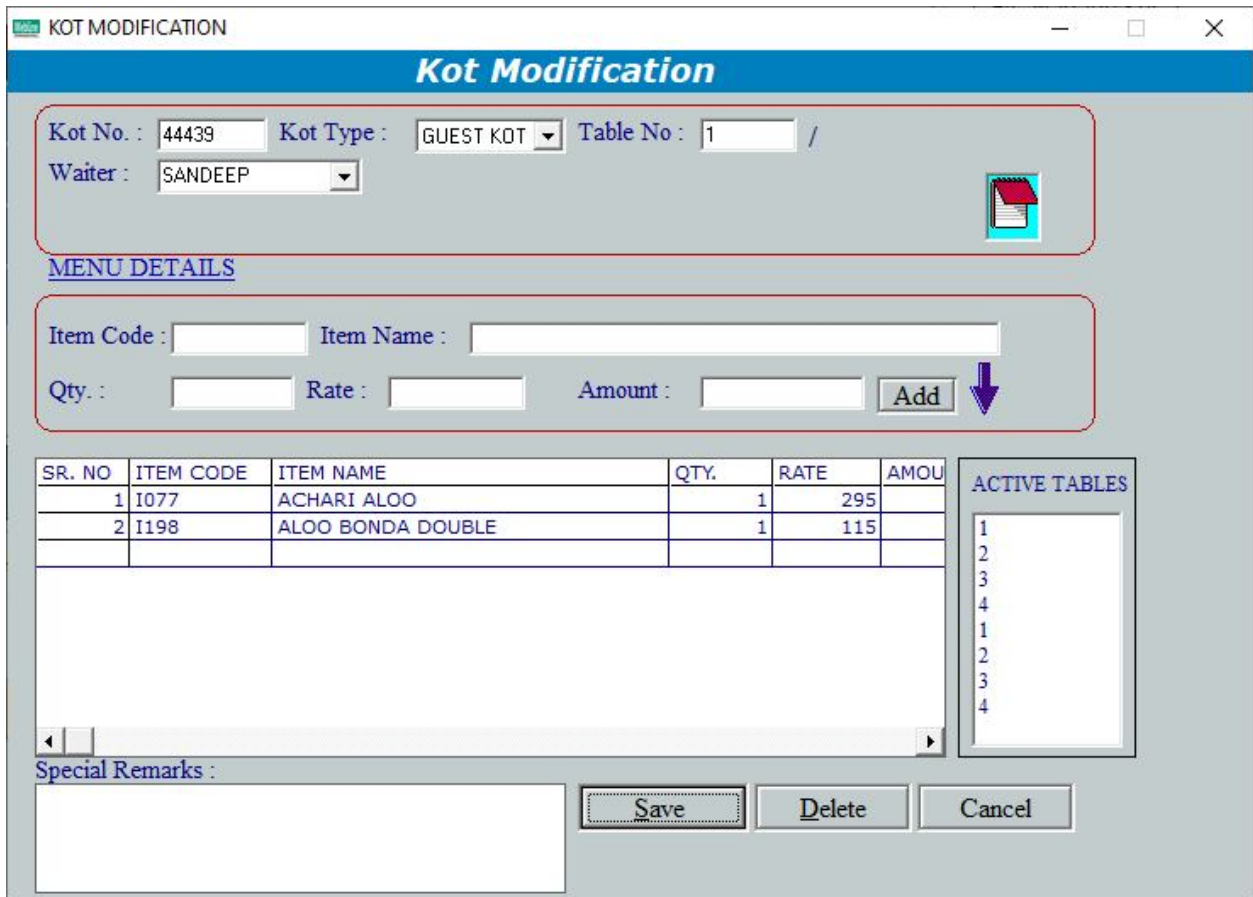 KOT MODIFICATION
Kot Modification
Kot No. : 44439 Kot Type : GUEST KOT Table No : 1 /
Waiter : SANDEEP
MENU DETAILS
Item Code : Item Name :
Qty. : Rate : Amount : Add
SR. NO ITEM CODE ITEM NAME QTY. RATE AMOU
1 I077 ACHARI ALOO 1 295
2 I198 ALOO BONDA DOUBLE 1 115
ACTIVE TABLES
1
2
3
4
1
2
3
4
Special Remarks :
Save Delete Cancel